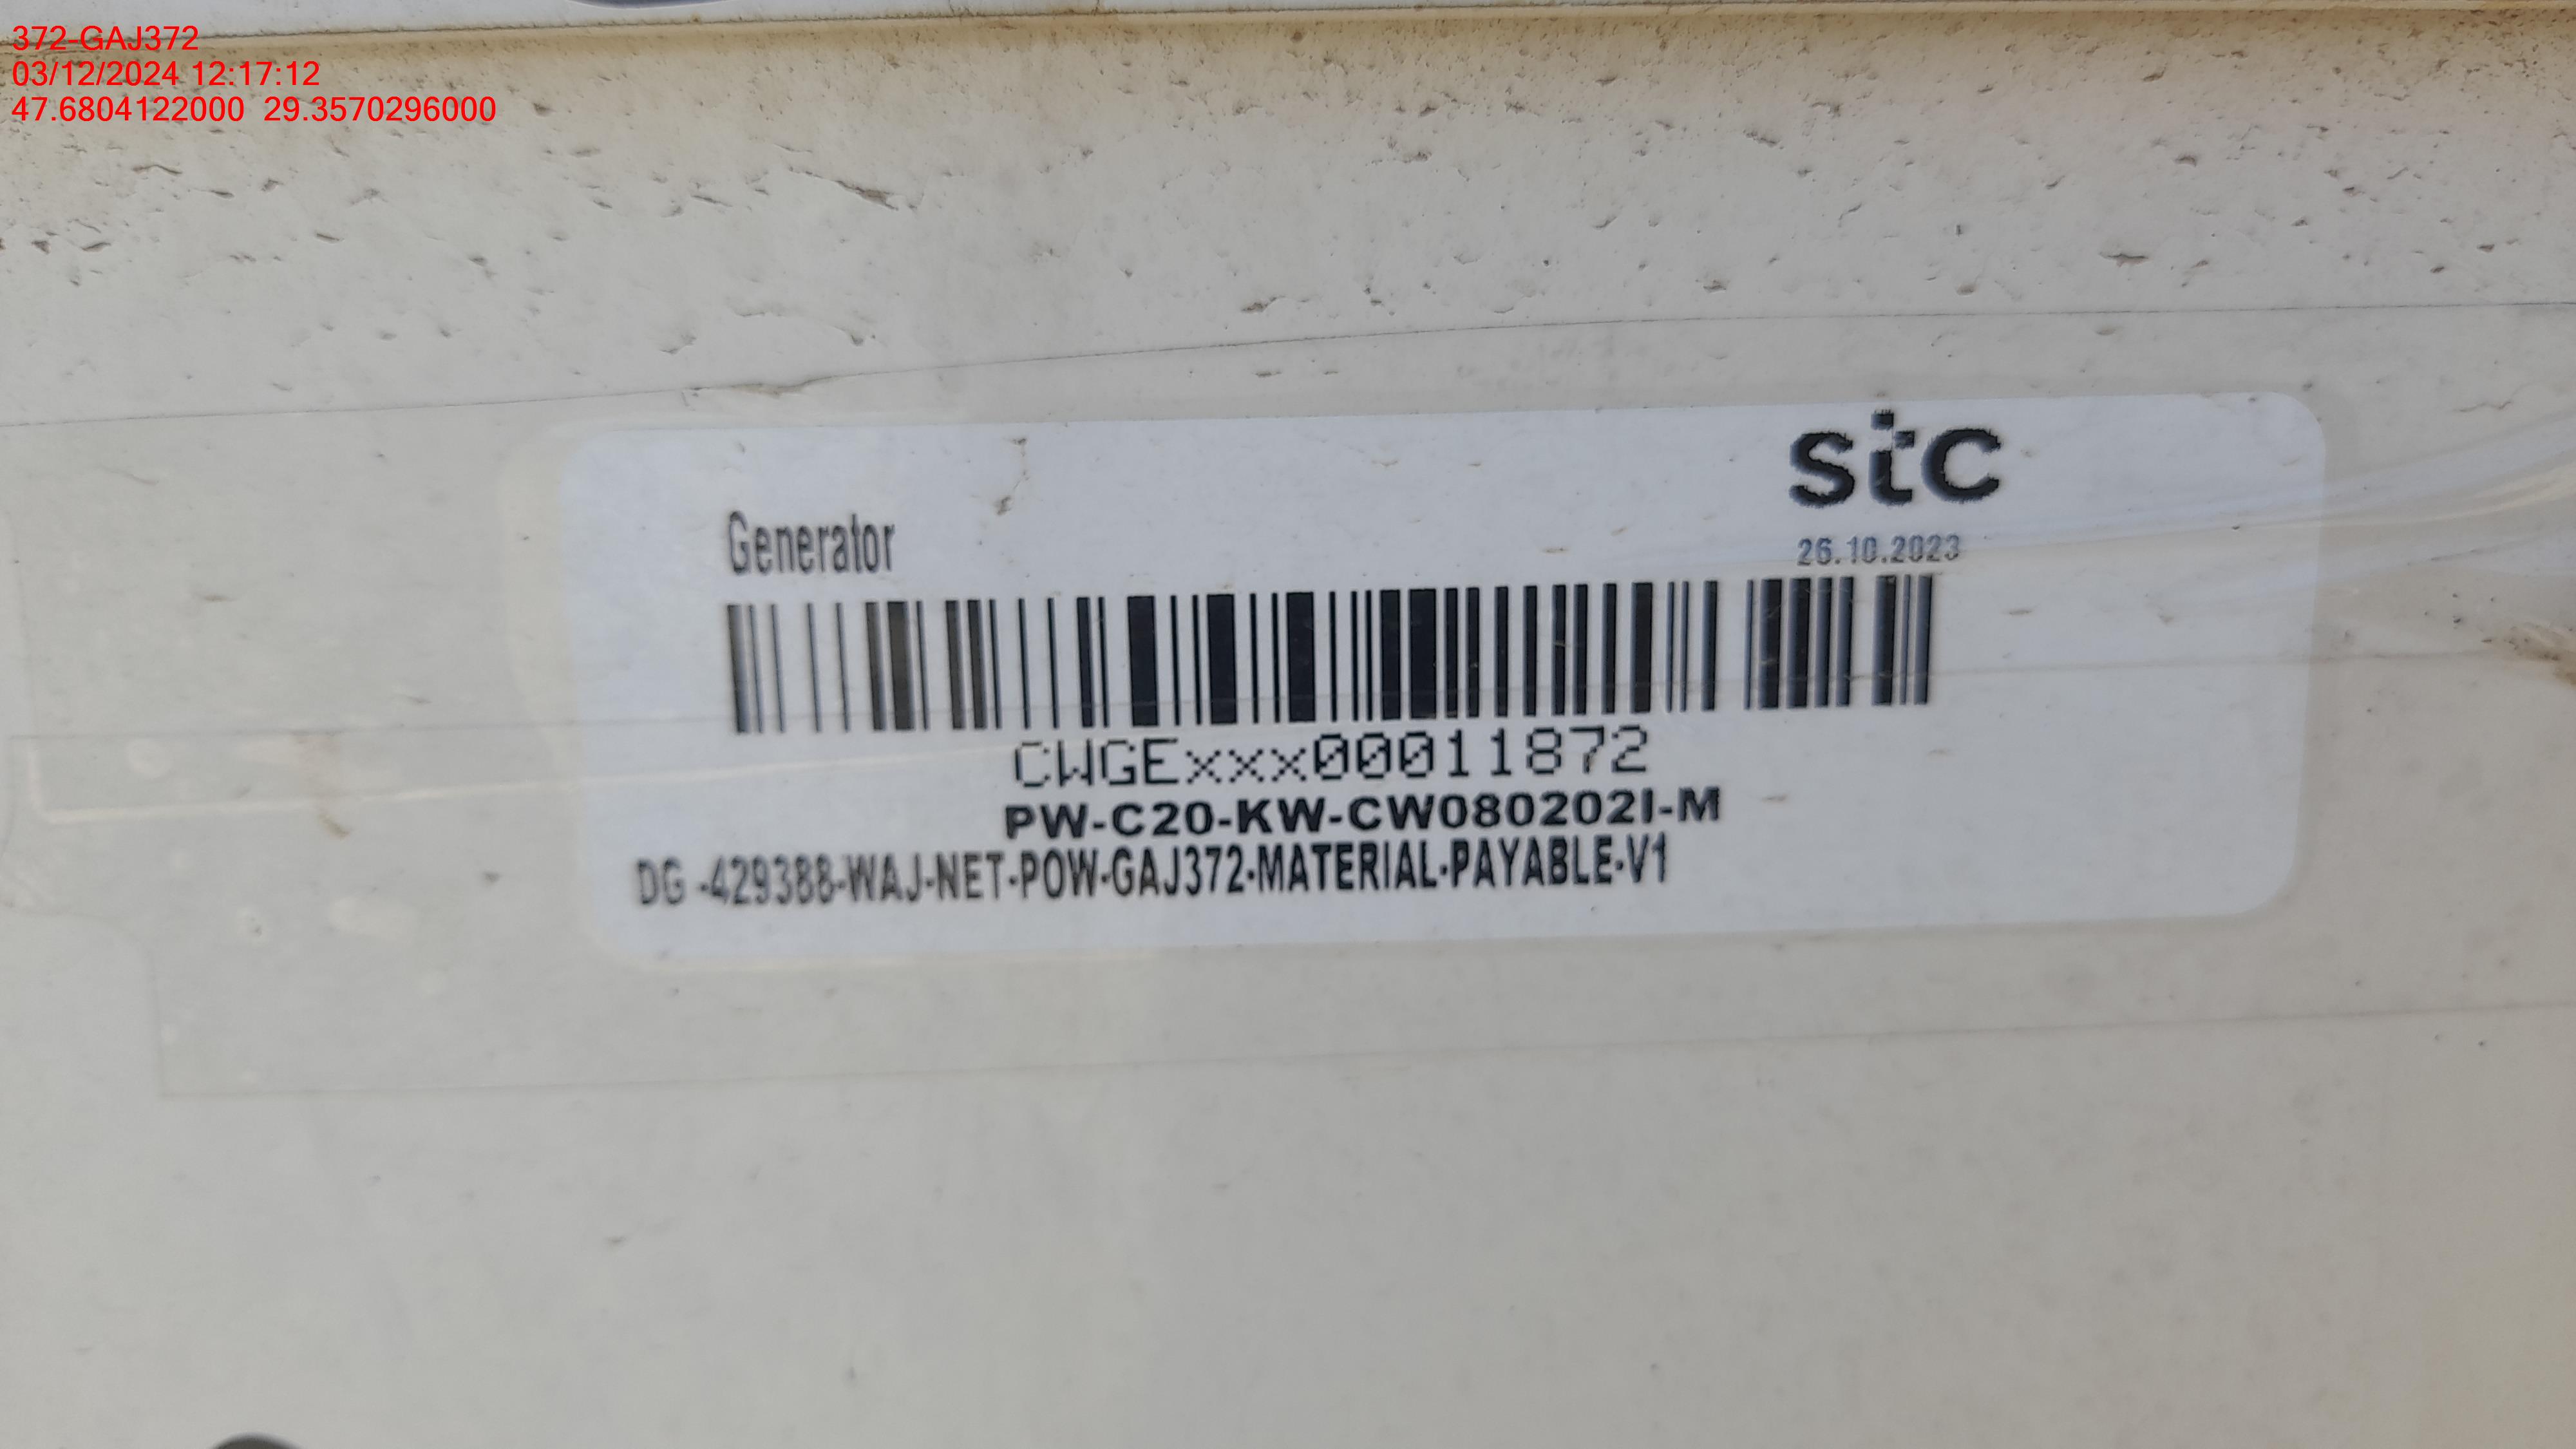 372-GAJ372
03/12/2024 12:17:12
47.6804122000  29.3570296000
stc
Generator
26.10.2023
CWGExxx00011872
PW-C20-KW-CW080202I-M
DG -429388-WAJ-NET-POW-GAJ372-MATERIAL-PAYABLE-V1